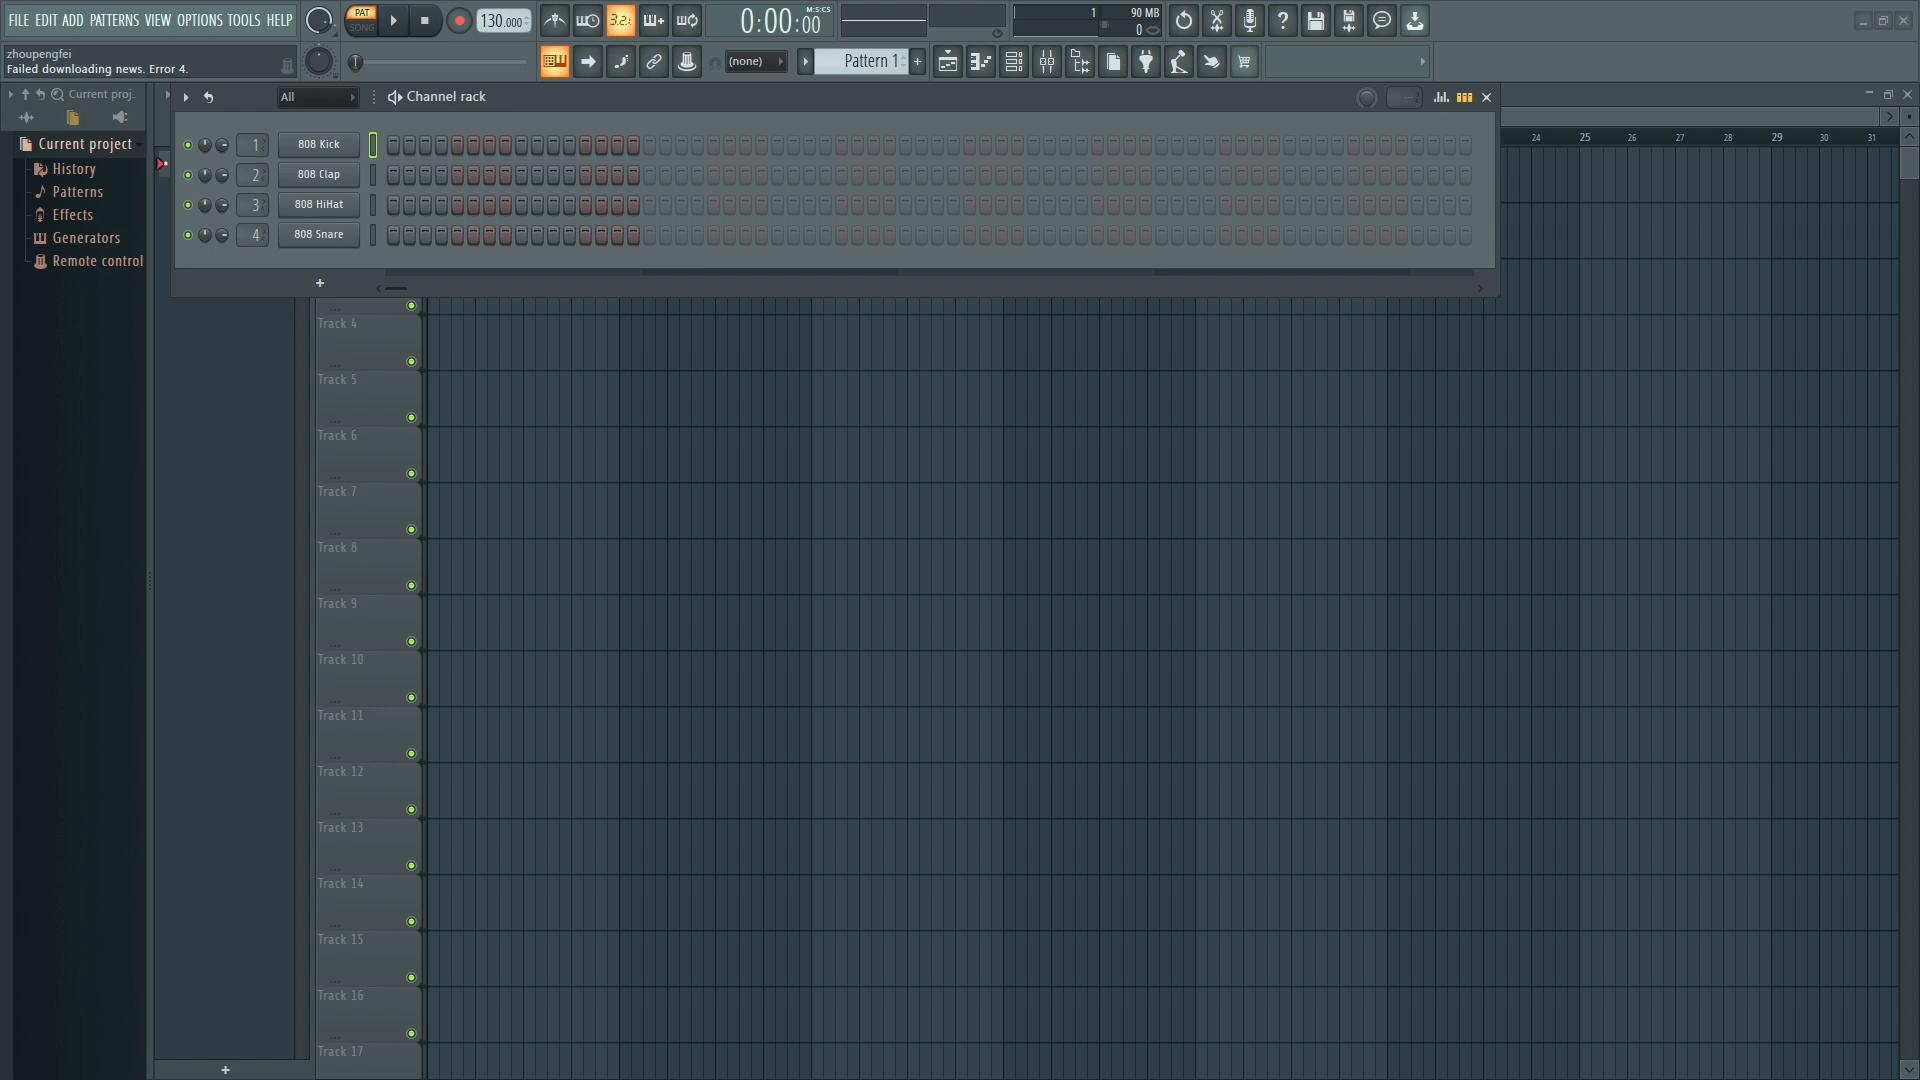 FILE EDIT ADD PATTERNS VIEW OPTIONS TOOLS HELP
PAT
SONG
130.000
3.2.
0:00:00
M:S:CS
1
90 MB
0
zhoupengfei
Failed downloading news. Error 4.
(none)
Pattern 1
+
Current proj..
All
Channel rack
Current project
History
Patterns
Effects
Generators
Remote control
1 808 Kick
2 808 Clap
3 808 HiHat
4 808 Snare
+
24 25 26 27 28 29 30 31
Track 4
Track 5
Track 6
Track 7
Track 8
Track 9
Track 10
Track 11
Track 12
Track 13
Track 14
Track 15
Track 16
Track 17
+